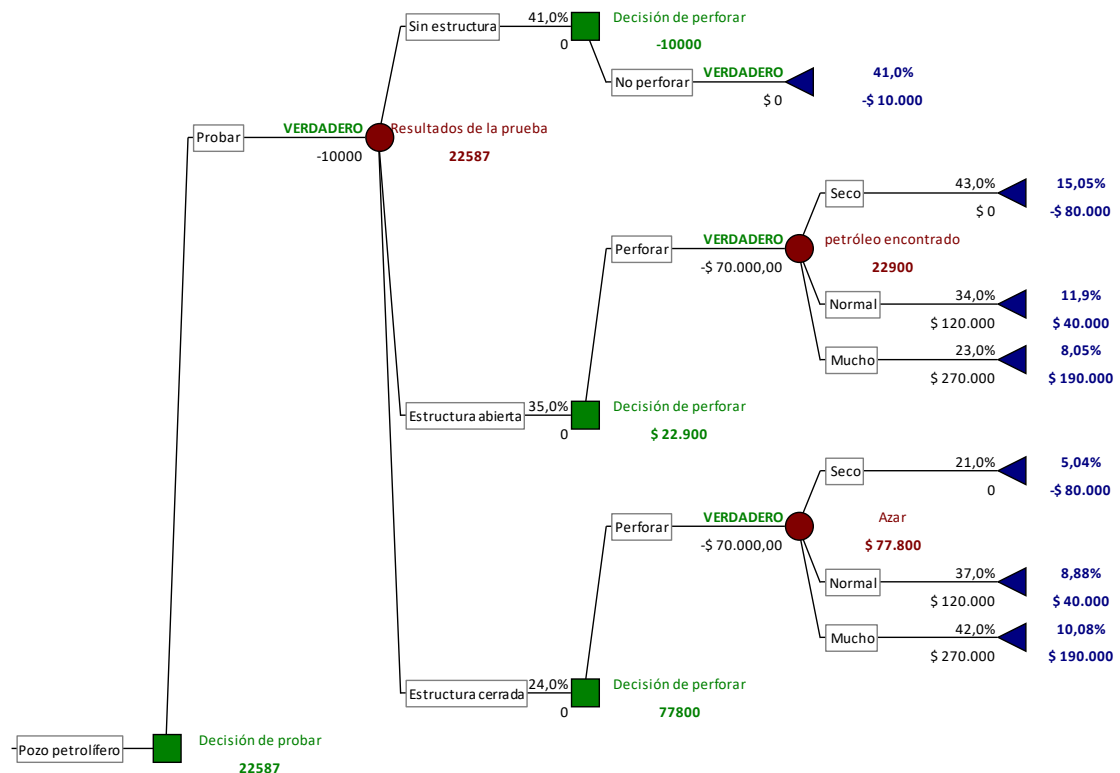 Sin estructura
41,0%
0
Decisión de perforar
-10000
No perforar
VERDADERO
$ 0
41,0%
-$ 10.000
Probar
VERDADERO
-10000
Resultados de la prueba
22587
Seco
43,0%
$ 0
15,05%
-$ 80.000
Perforar
VERDADERO
-$ 70.000,00
petróleo encontrado
22900
Normal
34,0%
$ 120.000
11,9%
$ 40.000
Mucho
23,0%
$ 270.000
8,05%
$ 190.000
Estructura abierta
35,0%
0
Decisión de perforar
$ 22.900
Seco
21,0%
0
5,04%
-$ 80.000
Perforar
VERDADERO
-$ 70.000,00
Azar
$ 77.800
Normal
37,0%
$ 120.000
8,88%
$ 40.000
Mucho
42,0%
$ 270.000
10,08%
$ 190.000
Estructura cerrada
24,0%
0
Decisión de perforar
77800
Pozo petrolífero
Decisión de probar
22587